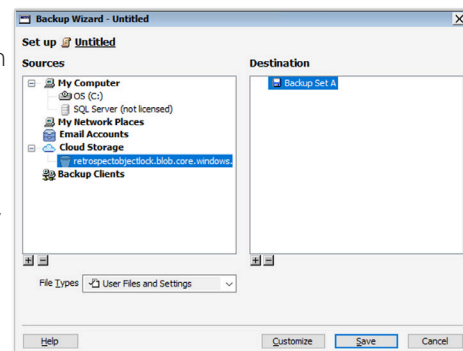 Backup Wizard - Untitled
Set up Untitled
Sources
Destination
My Computer
OS (C:)
SQL Server (not licensed)
My Network Places
Email Accounts
Cloud Storage
retrospectobjectlock.blob.core.windows.
Backup Clients
Backup Set A
File Types User Files and Settings
Help Customize Save Cancel